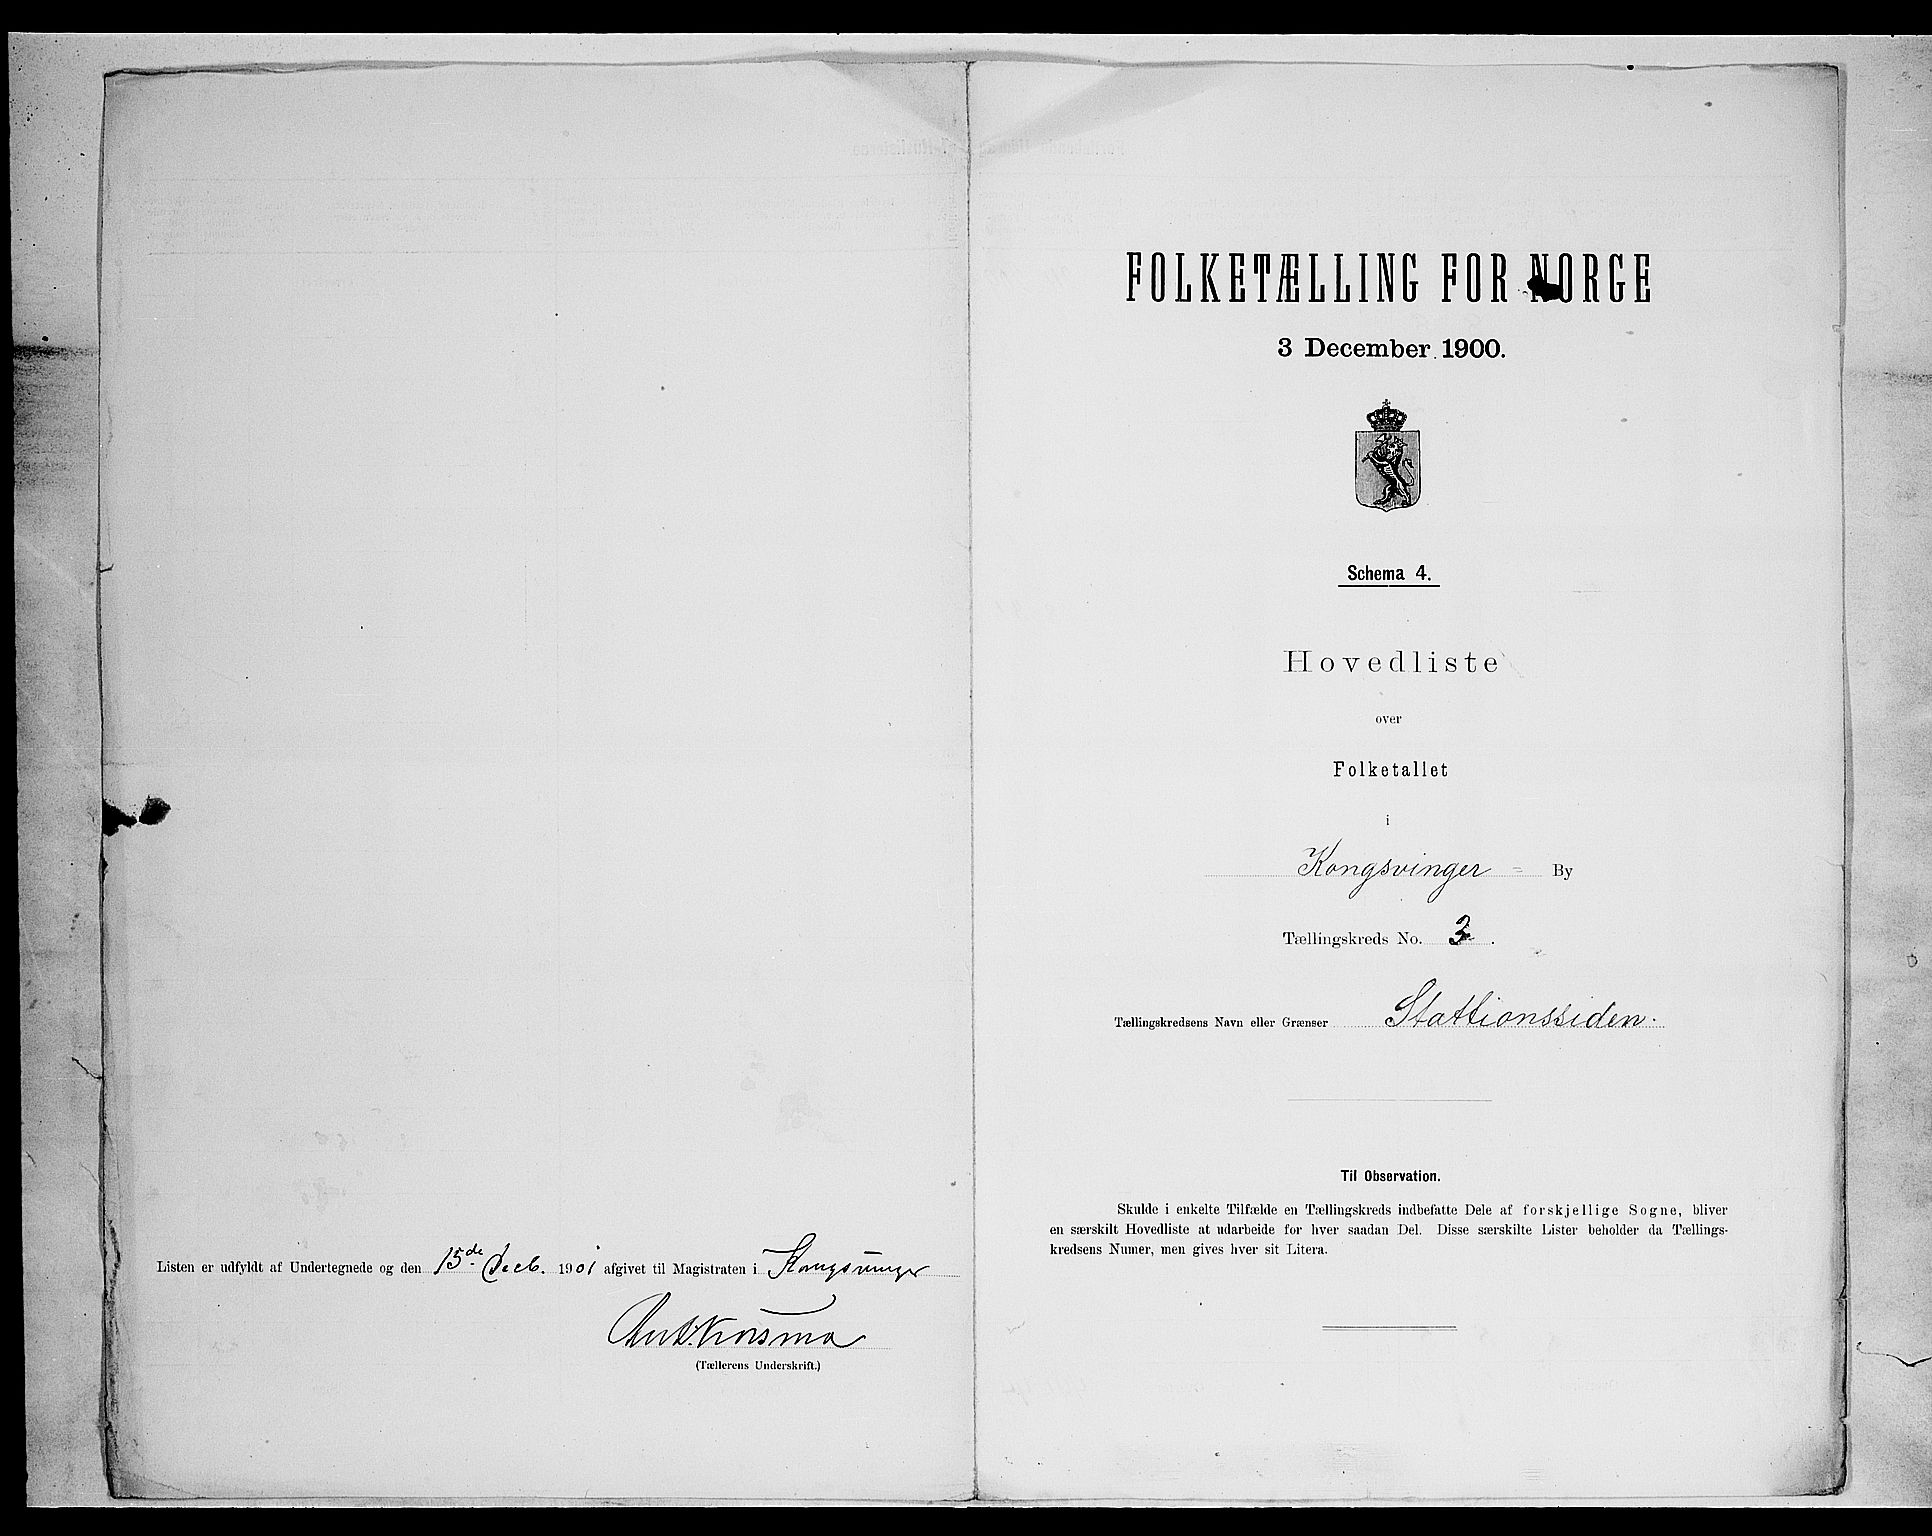 Listen er udfyldt af Undertegnede og den 15de Decb. 1901 afgivet til Magistraten i Kongsvinger
(Tællerens Underskrift.)
FOLKETÆLLING FOR NORGE
3 December 1900.
Schema 4.
Hovedliste
over
Folketallet
i
Kongsvinger = By
Tællingskreds No. 3.
Tællingskredsens Navn eller Grænser Stattionssiden.
Til Observation.
Skulde i enkelte Tilfælde en Tællingskreds indbefatte Dele af forskjellige Sogne, bliver
en særskilt Hovedliste at udarbeide for hver saadan Del. Disse særskilte Lister beholder da Tællings-
kredsens Numer, men gives hver sit Litera.